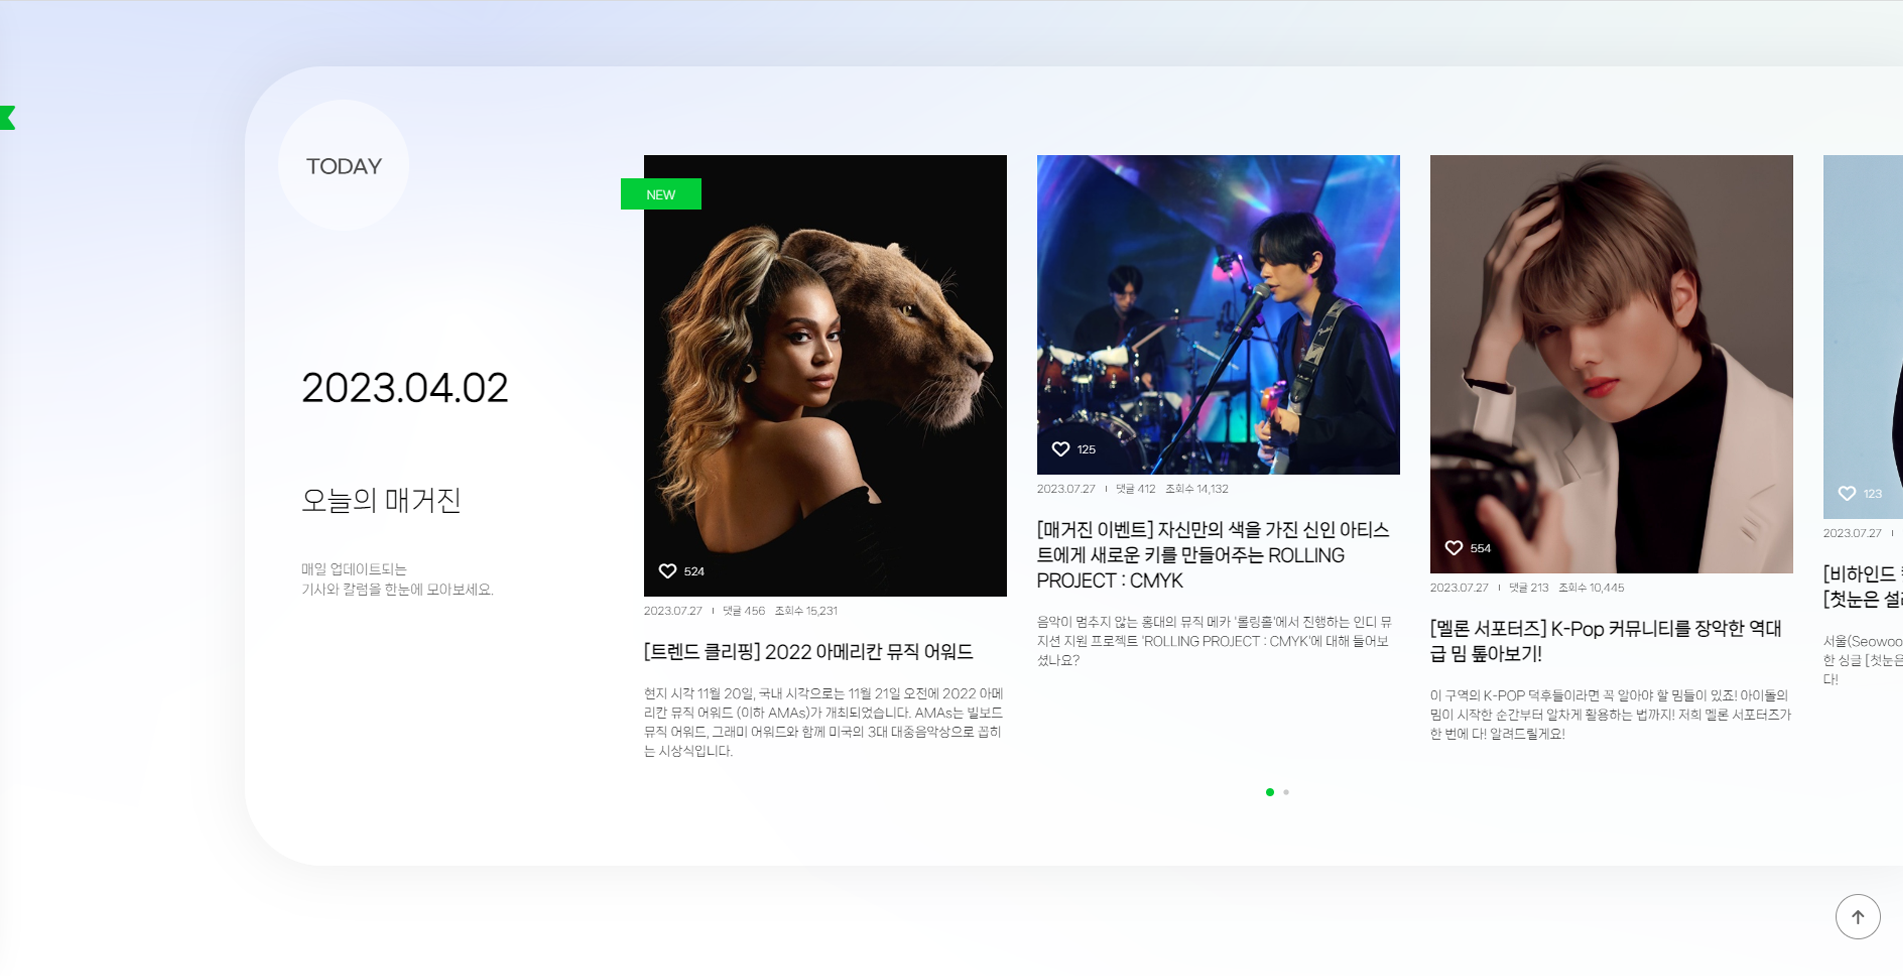 TODAY
2023.04.02
오늘의 매거진
매일 업데이트되는
기사와 칼럼을 한눈에 모아보세요.
NEW
524
2023.07.27 댓글 456 조회수 15,231
[트렌드 클리핑] 2022 아메리칸 뮤직 어워드
현지 시각 11월 20일, 국내 시각으로는 11월 21일 오전에 2022 아메
리칸 뮤직 어워드 (이하 AMAs)가 개최되었습니다. AMAs는 빌보드
뮤직 어워드, 그래미 어워드와 함께 미국의 3대 대중음악상으로 꼽히
는 시상식입니다.
125
2023.07.27 댓글 412 조회수 14,132
[매거진 이벤트] 자신만의 색을 가진 신인 아티스
트에게 새로운 키를 만들어주는 ROLLING
PROJECT : CMYK
음악이 멈추지 않는 홍대의 뮤직 메카 '롤링홀'에서 진행하는 인디 뮤
지션 지원 프로젝트 'ROLLING PROJECT : CMYK'에 대해 들어보
셨나요?
554
2023.07.27 댓글 213 조회수 10,445
[멜론 서포터즈] K-Pop 커뮤니티를 장악한 역대
급 밈 톺아보기!
이 구역의 K-POP 덕후들이라면 꼭 알아야 할 밈들이 있죠! 아이돌의
밈이 시작한 순간부터 알차게 활용하는 법까지! 저희 멜론 서포터즈가
한 번에 다! 알려드릴게요!
123
2023.07.27
[비하인드
[첫눈은 설
서울(Seowoo
한 싱글 [첫눈은
다!